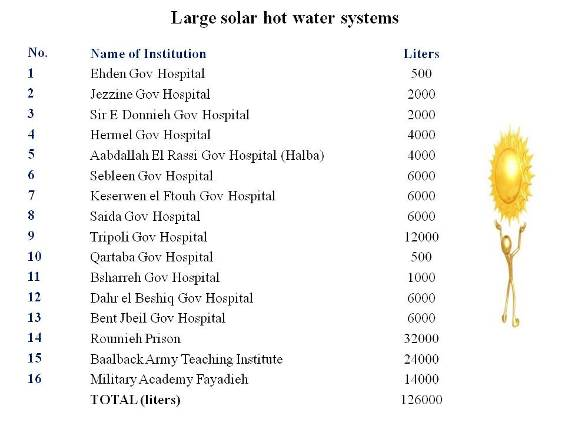 Large solar hot water systems
No. Name of Institution Liters
1 Ehden Gov Hospital 500
2 Jezzine Gov Hospital 2000
3 Sir E Donnieh Gov Hospital 2000
4 Hermel Gov Hospital 4000
5 Aabdallah El Rassi Gov Hospital (Halba) 4000
6 Sebleen Gov Hospital 6000
7 Keserwen el Ftouh Gov Hospital 6000
8 Saida Gov Hospital 6000
9 Tripoli Gov Hospital 12000
10 Qartaba Gov Hospital 500
11 Bsharreh Gov Hospital 1000
12 Dahr el Beshiq Gov Hospital 6000
13 Bent Jbeil Gov Hospital 6000
14 Roumieh Prison 32000
15 Baalback Army Teaching Institute 24000
16 Military Academy Fayadieh 14000
TOTAL (liters) 126000